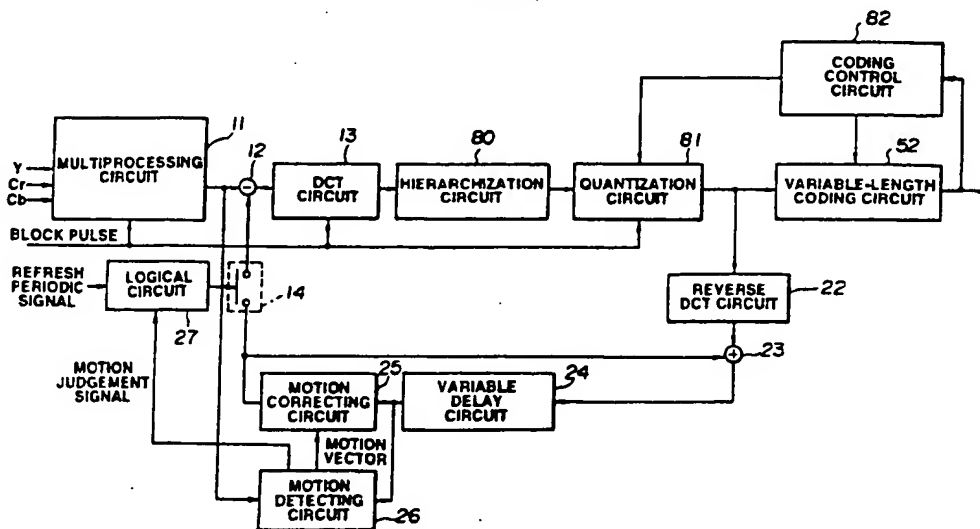 82
CODING
CONTROL
CIRCUIT
11
12
13
80
81
52
Y
Cr
Cb
MULTIPROCESSING
CIRCUIT
DCT
CIRCUIT
HIERARCHIZATION
CIRCUIT
QUANTIZATION
CIRCUIT
VARIABLE-LENGTH
CODING CIRCUIT
BLOCK PULSE
REFRESH
PERIODIC
SIGNAL
LOGICAL
CIRCUIT
27
14
REVERSE
DCT CIRCUIT
22
23
MOTION
JUDGEMENT
SIGNAL
MOTION
CORRECTING
CIRCUIT
25
VARIABLE
DELAY
CIRCUIT
24
MOTION
VECTOR
MOTION
DETECTING
CIRCUIT
26